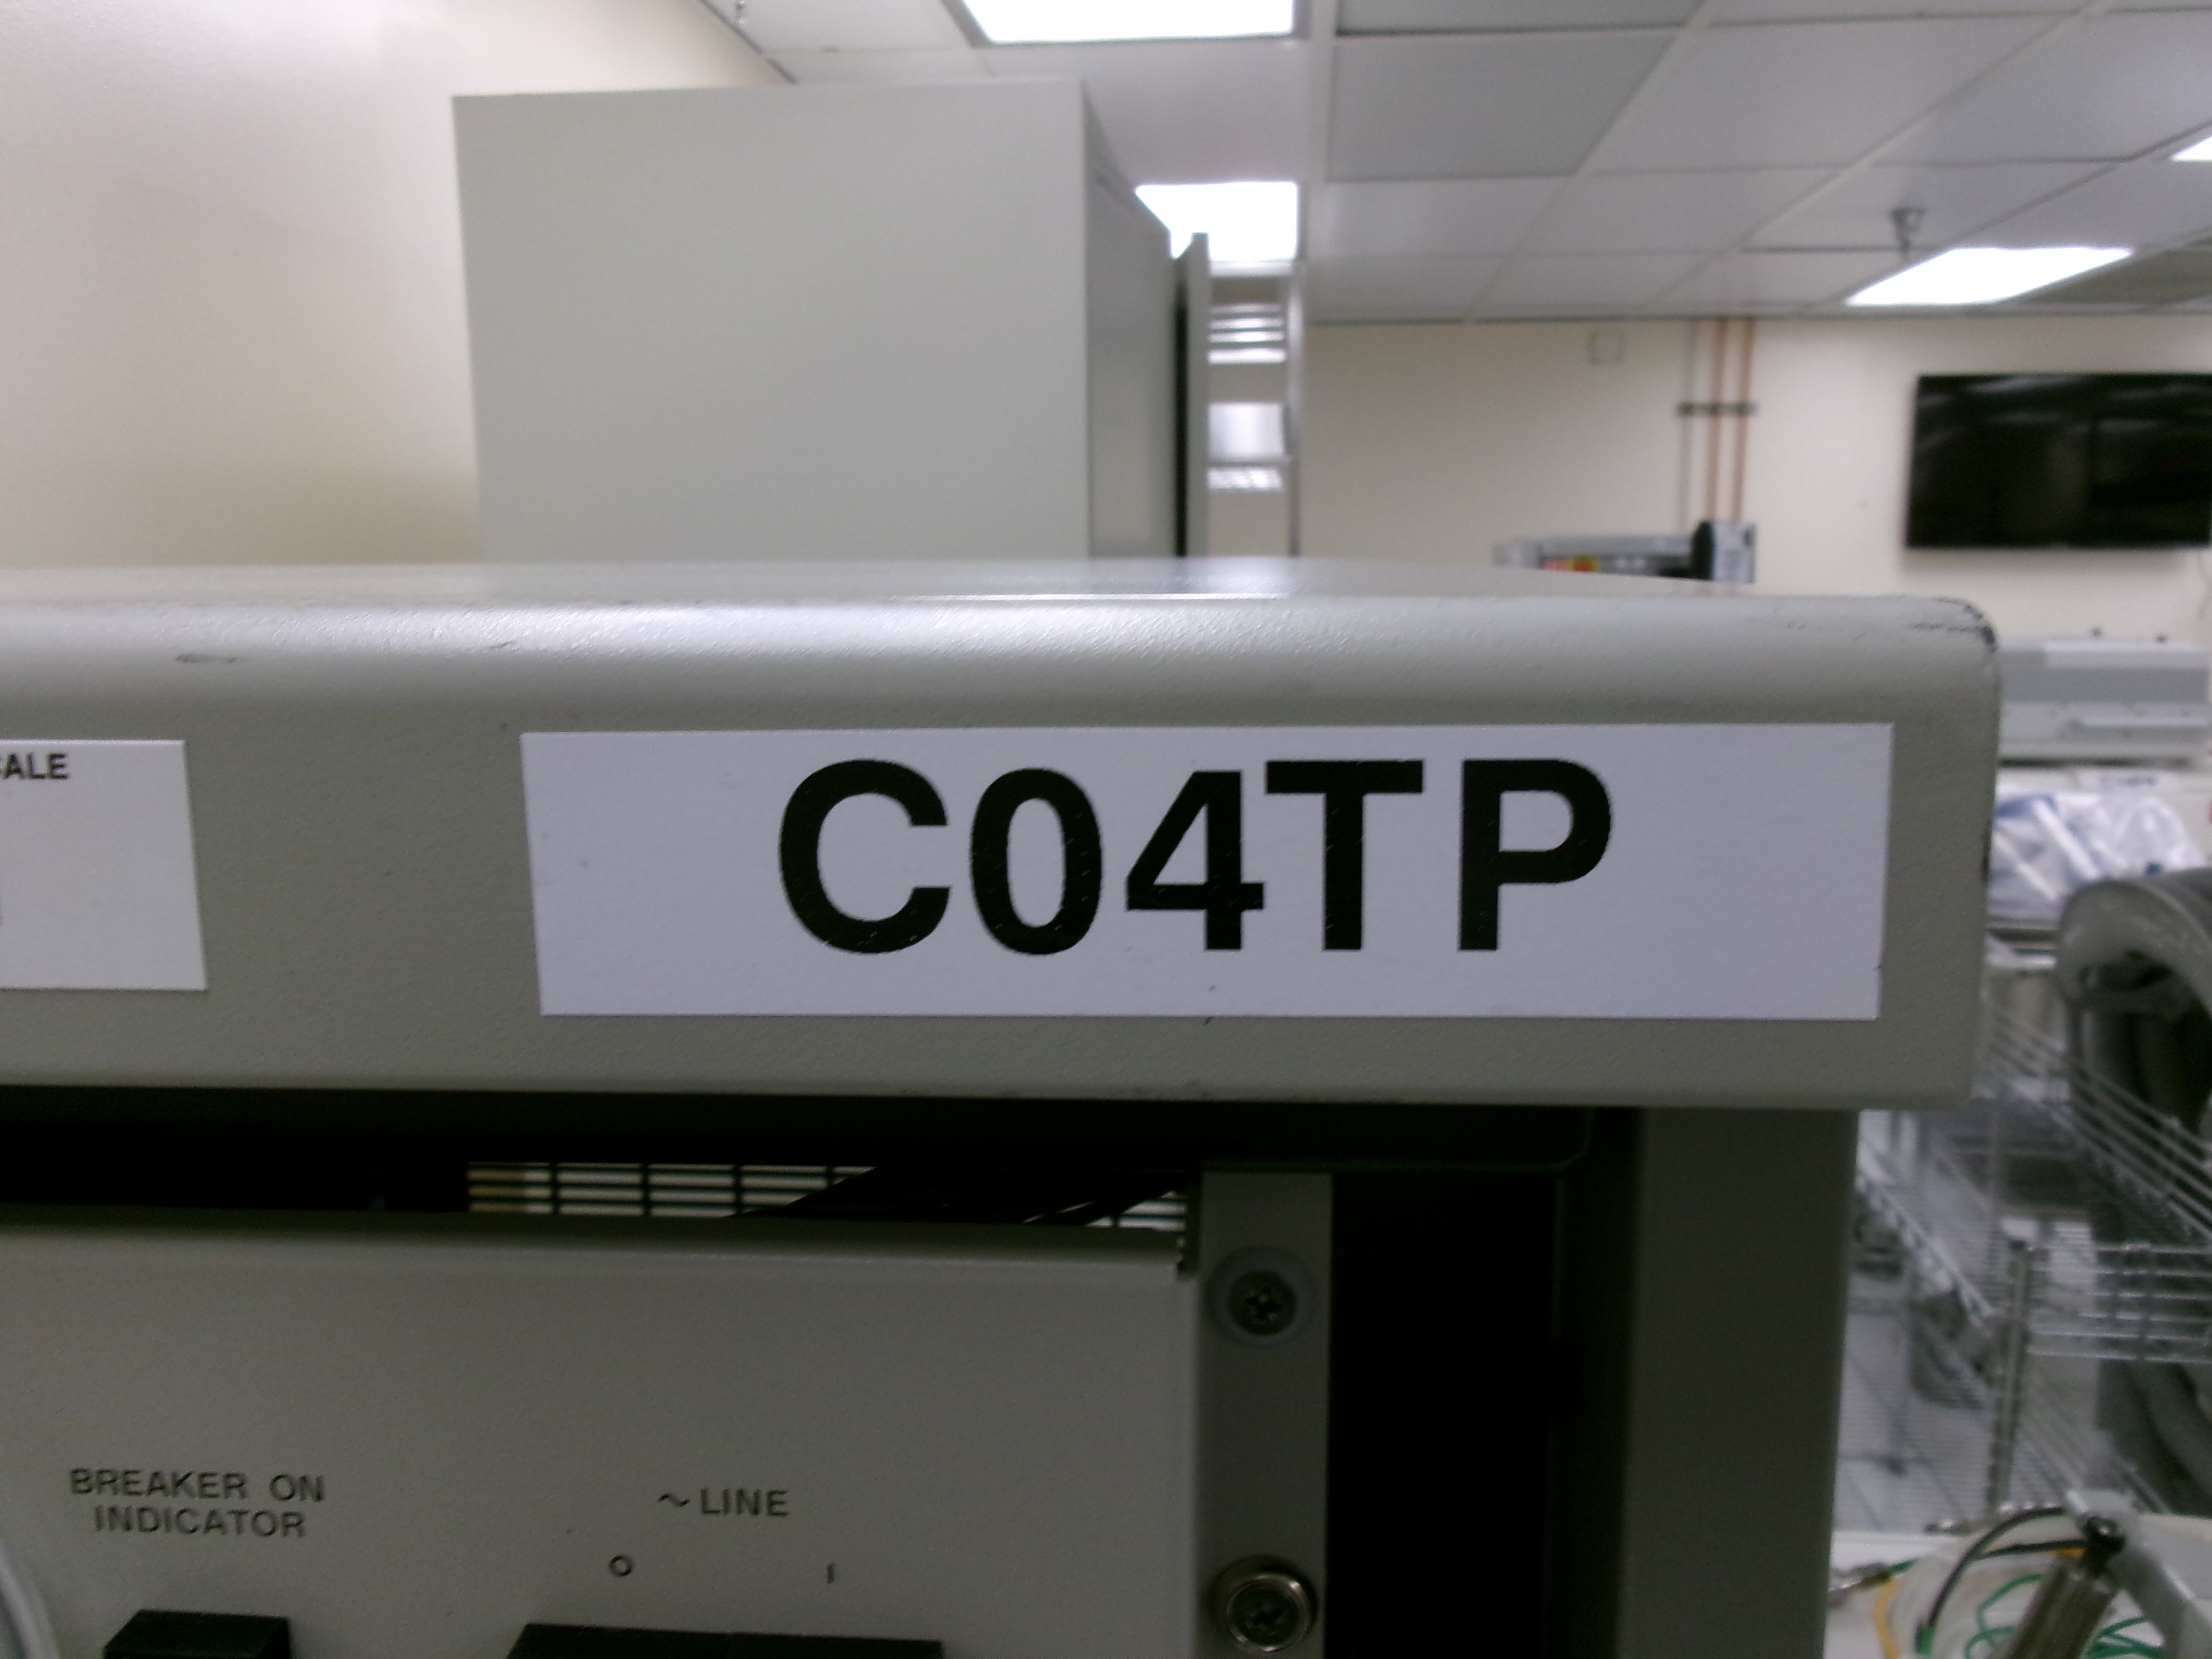 C04TP
BREAKER ON
INDICATOR
~LINE
O I